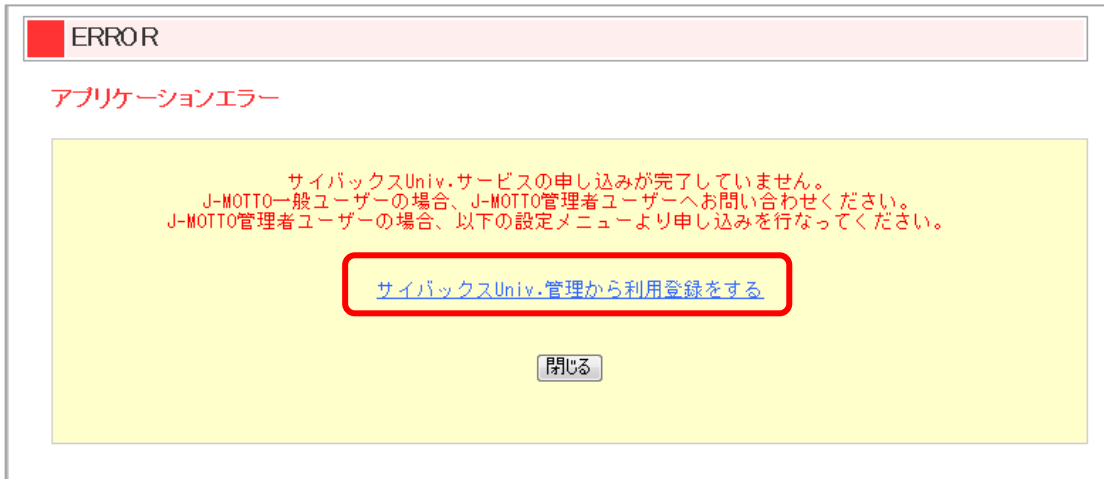 ERROR
アプリケーションエラー
サイバックスUniv.サービスの申し込みが完了していません。
J-MOTTO一般ユーザーの場合、J-MOTTO管理者ユーザーへお問い合わせください。
J-MOTTO管理者ユーザーの場合、以下の設定メニューより申し込みを行なってください。
サイバックスUniv.管理から利用登録をする
閉じる